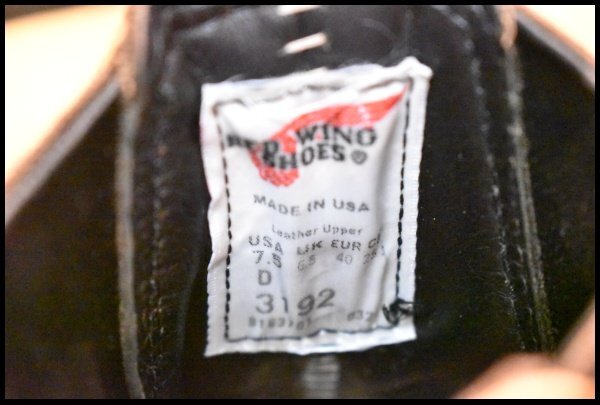 RED WING
SHOES
MADE IN USA
Leather Upper
USA UK EUR
7.5 6.5 40
D
3192